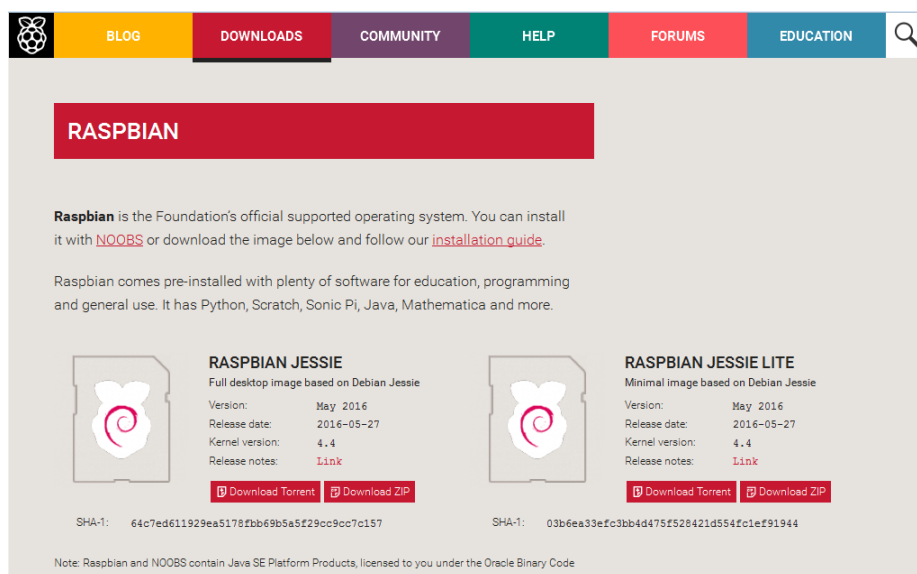 BLOG DOWNLOADS COMMUNITY HELP FORUMS EDUCATION
RASPBIAN
Raspbian is the Foundation's official supported operating system. You can install
it with NOOBS or download the image below and follow our installation guide.
Raspbian comes pre-installed with plenty of software for education, programming
and general use. It has Python, Scratch, Sonic Pi, Java, Mathematica and more.
RASPBIAN JESSIE
Full desktop image based on Debian Jessie
Version: May 2016
Release date: 2016-05-27
Kernel version: 4.4
Release notes: Link
Download Torrent Download ZIP
SHA-1: 64c7ed611929ea5178fbb69b5a5f29cc9cc7c157
RASPBIAN JESSIE LITE
Minimal image based on Debian Jessie
Version: May 2016
Release date: 2016-05-27
Kernel version: 4.4
Release notes: Link
Download Torrent Download ZIP
SHA-1: 03b6ea33efc3bb4d475f528421d554fc1ef91944
Note: Raspbian and NOOBS contain Java SE Platform Products, licensed to you under the Oracle Binary Code